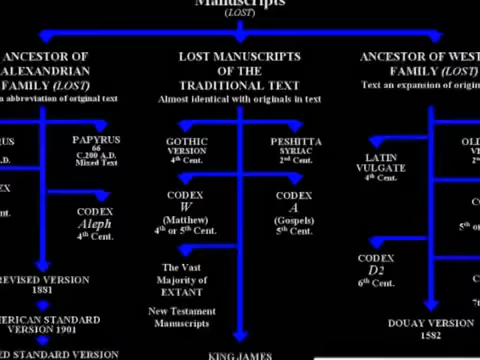 Manuscripts
(LOST)
ANCESTOR OF
ALEXANDRIAN
FAMILY (LOST)
an abbreviation of original text
PAPYRUS
66
C.200 A.D.
Mixed Text
A.D.
CODEX
Aleph
4th Cent.
REVISED VERSION
1881
AMERICAN STANDARD
VERSION 1901
STANDARD VERSION
LOST MANUSCRIPTS
OF THE
TRADITIONAL TEXT
Almost identical with originals in text
GOTHIC
VERSION
4th Cent.
PESHITTA
SYRIAC
2nd Cent.
CODEX
W
(Matthew)
4th or 5th Cent.
CODEX
A
(Gospels)
5th Cent.
The Vast
Majority of
EXTANT
New Testament
Manuscripts
KING JAMES
ANCESTOR OF WEST
FAMILY (LOST)
Text an expansion of
LATIN
VULGATE
4th Cent.
CODEX
D2
6th Cent.
DOUAY VERSION
1582